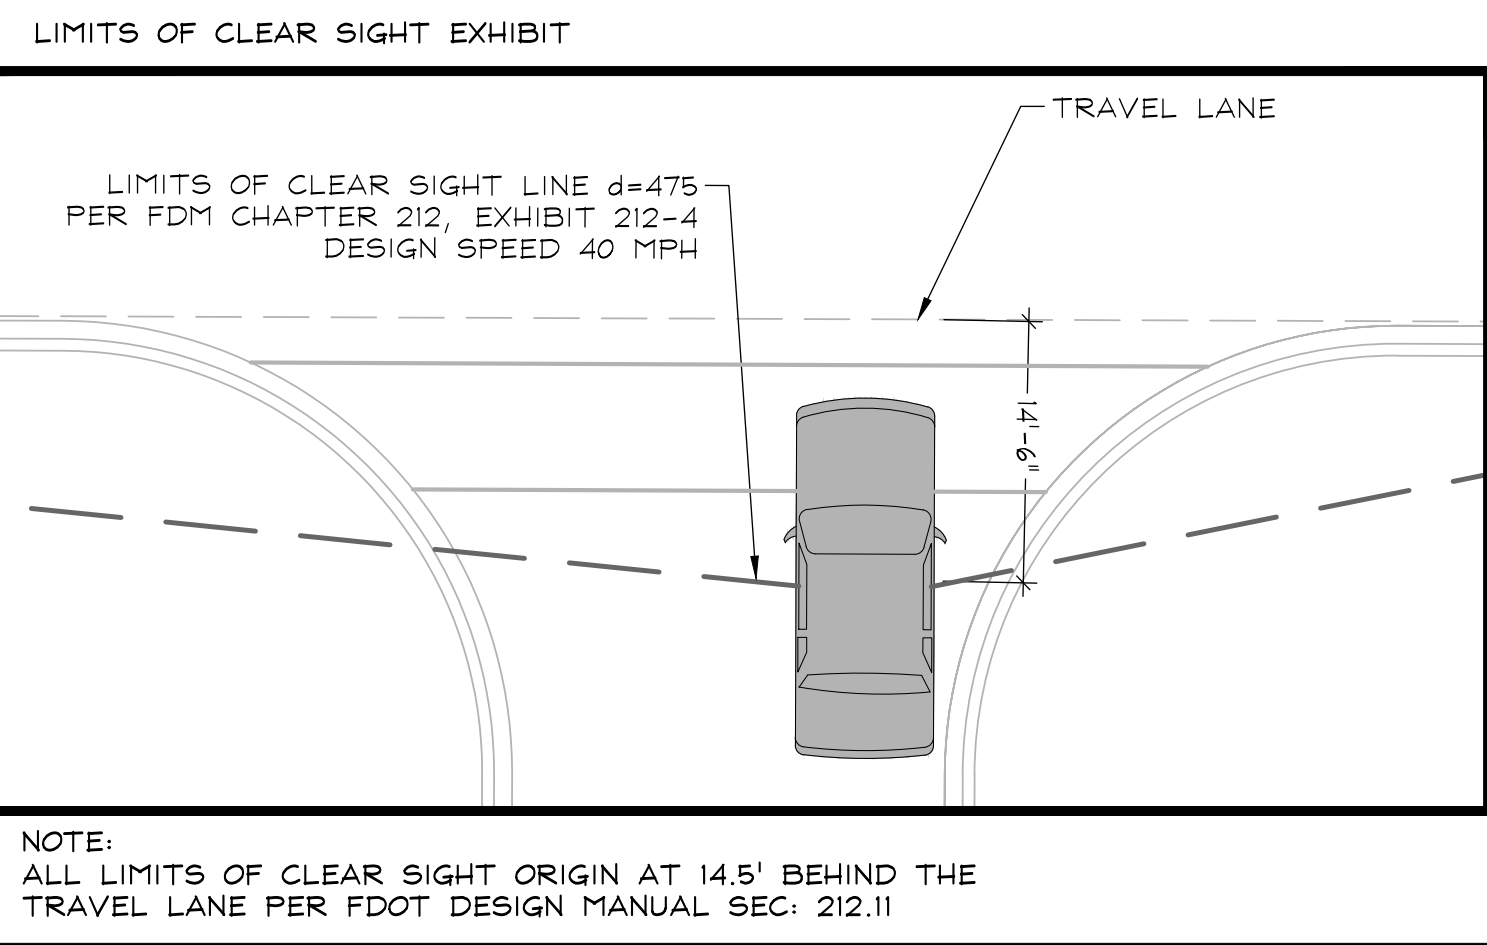 LIMITS OF CLEAR SIGHT EXHIBIT
TRAVEL LANE
LIMITS OF CLEAR SIGHT LINE d=475
PER FDM CHAPTER 212, EXHIBIT 212-4
DESIGN SPEED 40 MPH
14'-6"
NOTE:
ALL LIMITS OF CLEAR SIGHT ORIGIN AT 14.5' BEHIND THE
TRAVEL LANE PER FDOT DESIGN MANUAL SEC: 212.11